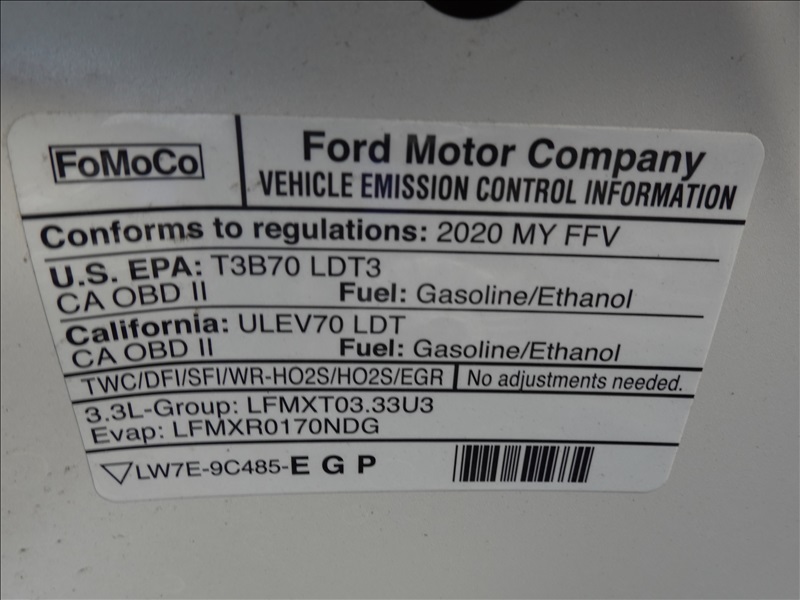 FoMoCo
Ford Motor Company
VEHICLE EMISSION CONTROL INFORMATION
Conforms to regulations: 2020 MY FFV
U.S. EPA: T3B70 LDT3
CA OBD II Fuel: Gasoline/Ethanol
California: ULEV70 LDT
CA OBD II Fuel: Gasoline/Ethanol
TWC/DFI/SFI/WR-HO2S/HO2S/EGR No adjustments needed.
3.3L-Group: LFMXT03.33U3
Evap: LFMXR0170NDG
LW7E-9C485-E G P